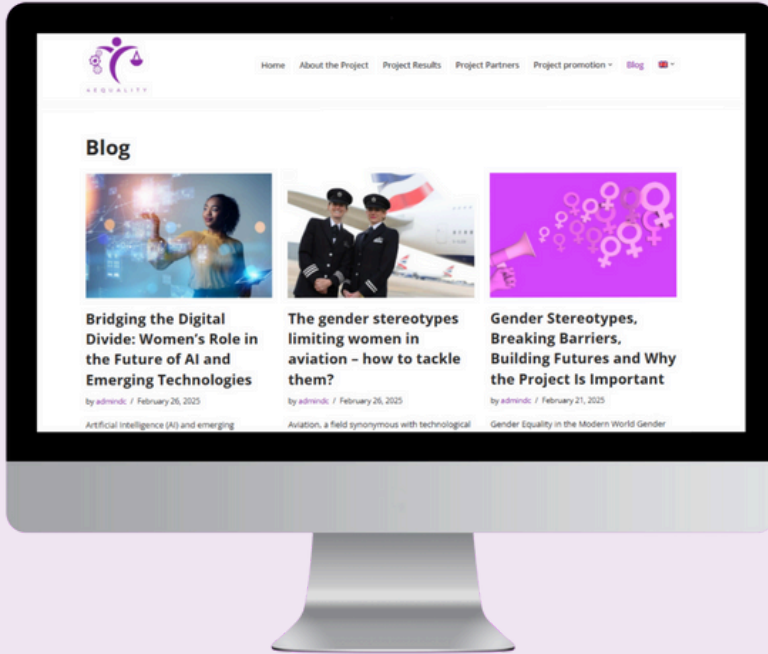 AEQUALITY
Home About the Project Project Results Project Partners Project promotion Blog
Blog
Bridging the Digital
Divide: Women's Role in
the Future of AI and
Emerging Technologies
by admindc / February 26, 2025
Artificial Intelligence (AI) and emerging
The gender stereotypes
limiting women in
aviation – how to tackle
them?
by admindc / February 26, 2025
Aviation, a field synonymous with technological
Gender Stereotypes,
Breaking Barriers,
Building Futures and Why
the Project Is Important
by admindc / February 21, 2025
Gender Equality in the Modern World Gender